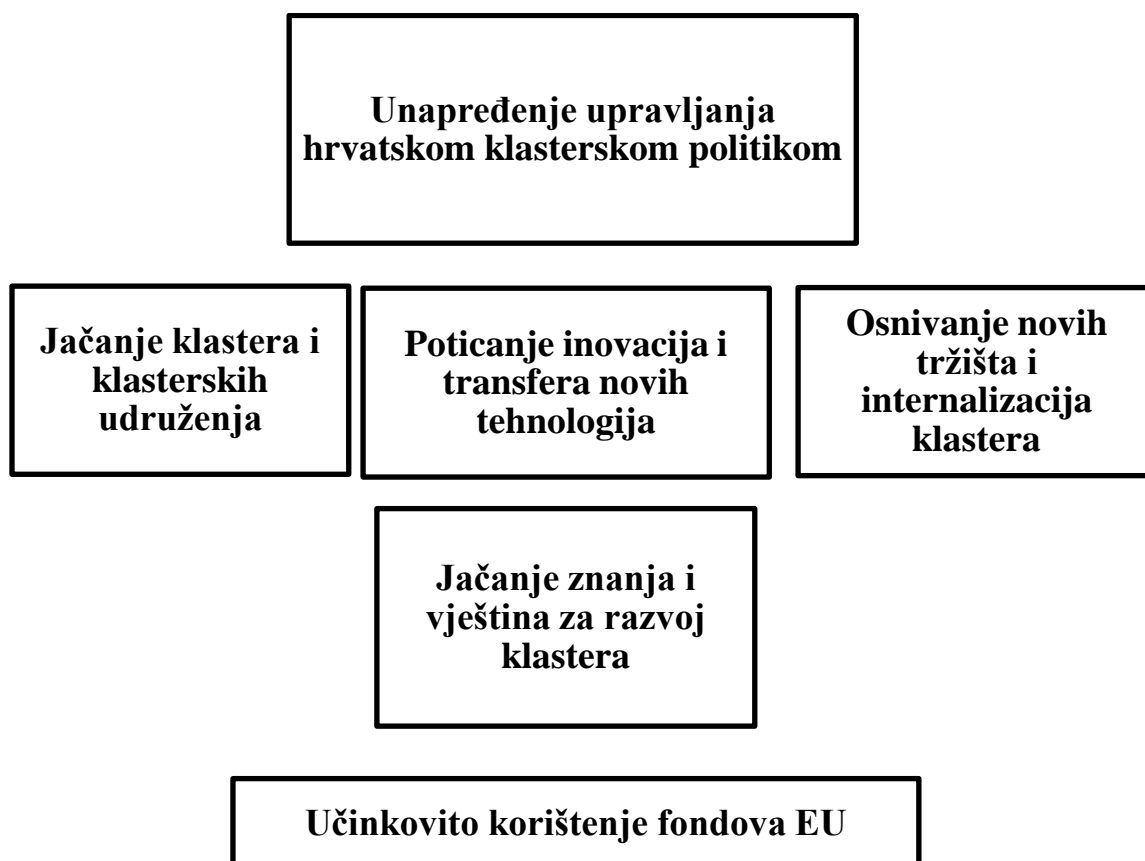 Unapređenje upravljanja
hrvatskom klasterskom politikom
Jačanje klastera i
klasterskih
udruženja
Poticanje inovacija i
transfera novih
tehnologija
Osnivanje novih
tržišta i
internalizacija
klastera
Jačanje znanja i
vještina za razvoj
klastera
Učinkovito korištenje fondova EU